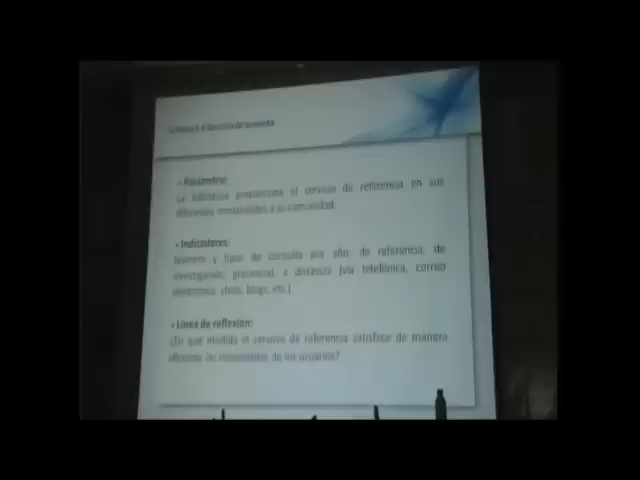 • Parámetro:
La biblioteca proporciona el servicio de referencia en sus
diferentes modalidades a su comunidad.
• Indicadores:
Número y tipos de consulta por año: de referencia, de
investigación, presencial, a distancia (vía telefónica, correo
electrónico, chats, blogs, etc.)
• Línea de reflexión:
¿En qué medida el servicio de referencia satisface de manera
eficiente las necesidades de los usuarios?